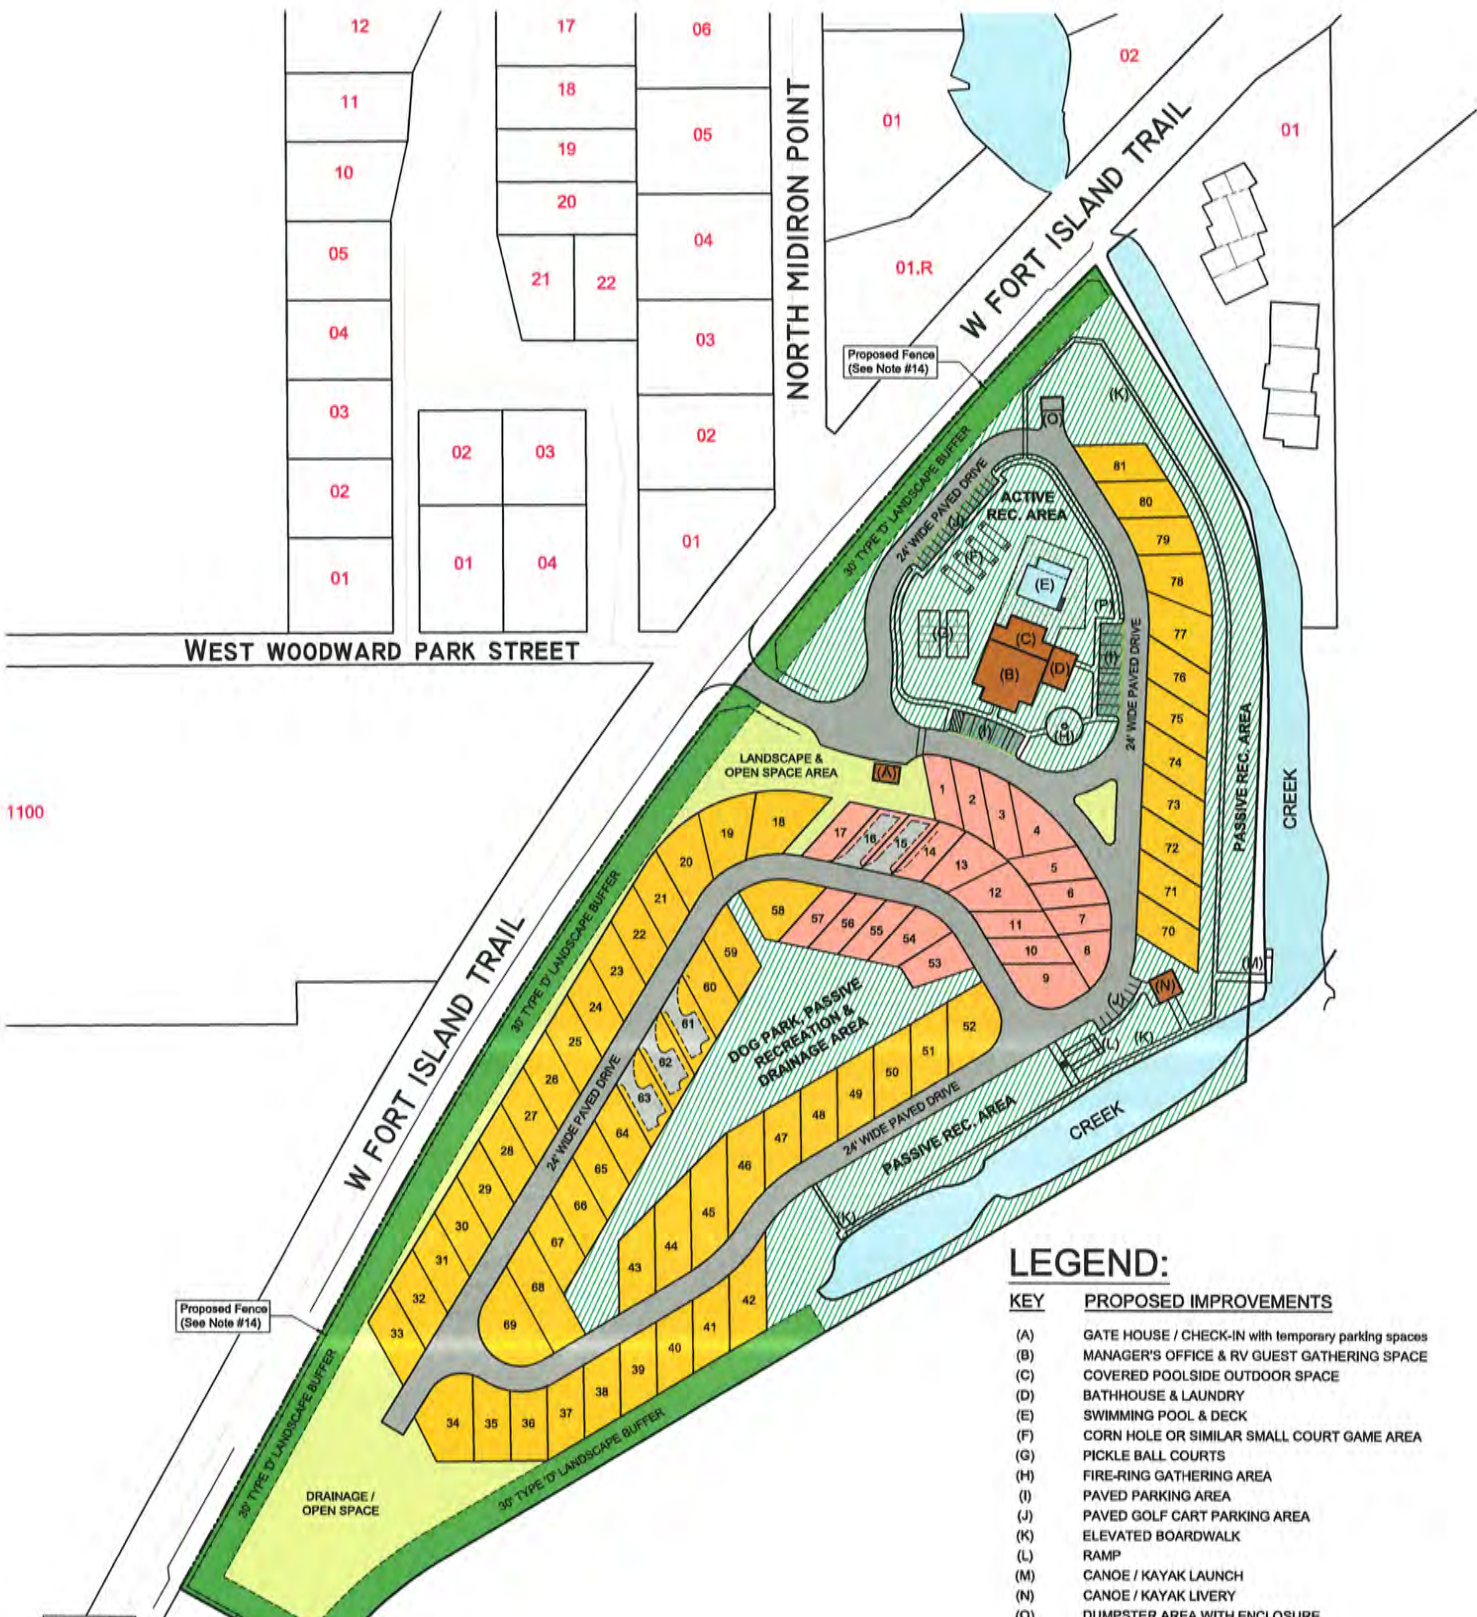 12
11
10
05
04
03
02
01
17
18
19
20
21
22
06
05
04
03
02
01
02
03
01
04
NORTH MIDIRON POINT
01
01.R
02
01
W FORT ISLAND TRAIL
WEST WOODWARD PARK STREET
1100
W FORT ISLAND TRAIL
Proposed Fence
(See Note #14)
30' TYPE 'D' LANDSCAPE BUFFER
24' WIDE PAVED DRIVE
(K)
(O)
ACTIVE
REC. AREA
(J)
(F)
(E)
(G)
(C)
(B)
(D)
(P)
(I)
(I)
(H)
24' WIDE PAVED DRIVE
81
80
79
78
77
76
75
74
73
72
71
70
PASSIVE REC. AREA
CREEK
LANDSCAPE &
OPEN SPACE AREA
(A)
1
2
3
4
5
6
7
8
9
10
11
12
13
14
15
16
17
18
19
20
21
22
23
24
25
26
27
28
29
30
31
32
33
58
57
56
55
54
53
59
60
61
62
63
64
65
66
67
68
69
30' TYPE 'D' LANDSCAPE BUFFER
24' WIDE PAVED DRIVE
DOG PARK, PASSIVE
RECREATION &
DRAINAGE AREA
52
51
50
49
48
47
46
45
44
43
24' WIDE PAVED DRIVE
(M)
(N)
(L)
(K)
PASSIVE REC. AREA
CREEK
(K)
42
41
40
39
38
37
36
35
34
Proposed Fence
(See Note #14)
30' TYPE 'D' LANDSCAPE BUFFER
30' TYPE 'D' LANDSCAPE BUFFER
DRAINAGE /
OPEN SPACE
LEGEND:
KEY PROPOSED IMPROVEMENTS
(A) GATE HOUSE / CHECK-IN with temporary parking spaces
(B) MANAGER'S OFFICE & RV GUEST GATHERING SPACE
(C) COVERED POOLSIDE OUTDOOR SPACE
(D) BATHHOUSE & LAUNDRY
(E) SWIMMING POOL & DECK
(F) CORN HOLE OR SIMILAR SMALL COURT GAME AREA
(G) PICKLE BALL COURTS
(H) FIRE-RING GATHERING AREA
(I) PAVED PARKING AREA
(J) PAVED GOLF CART PARKING AREA
(K) ELEVATED BOARDWALK
(L) RAMP
(M) CANOE / KAYAK LAUNCH
(N) CANOE / KAYAK LIVERY
(O) DUMPSTER AREA WITH ENCLOSURE